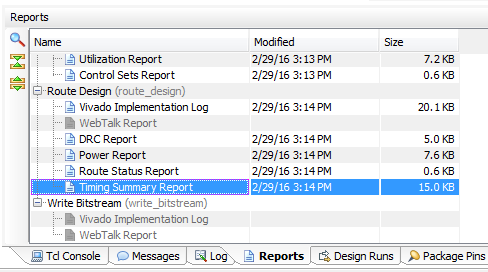 Reports
Name Modified Size
Utilization Report 2/29/16 3:13 PM 7.2 KB
Control Sets Report 2/29/16 3:13 PM 0.6 KB
Route Design (route_design)
Vivado Implementation Log 2/29/16 3:14 PM 20.1 KB
WebTalk Report
DRC Report 2/29/16 3:14 PM 5.0 KB
Power Report 2/29/16 3:14 PM 7.6 KB
Route Status Report 2/29/16 3:14 PM 0.6 KB
Timing Summary Report 2/29/16 3:14 PM 15.0 KB
Write Bitstream (write_bitstream)
Vivado Implementation Log
WebTalk Report
Tcl Console Messages Log Reports Design Runs Package Pins